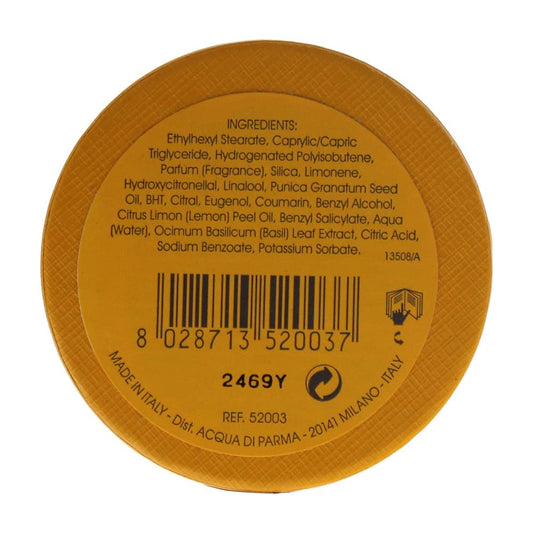 INGREDIENTS:
Ethylhexyl Stearate, Caprylic/Capric
Triglyceride, Hydrogenated Polyisobutene,
Parfum (Fragrance), Silica, Limonene,
Hydroxycitronellal, Linalool, Punica Granatum Seed
Oil, BHT, Citral, Eugenol, Coumarin, Benzyl Alcohol,
Citrus Limon (Lemon) Peel Oil, Benzyl Salicylate, Aqua
(Water), Ocimum Basilicum (Basil) Leaf Extract, Citric Acid,
Sodium Benzoate, Potassium Sorbate.
13508/A
8 028713 520037
2469Y
REF. 52003
MADE IN ITALY - Dist. ACQUA DI PARMA - 20141 MILANO - ITALY